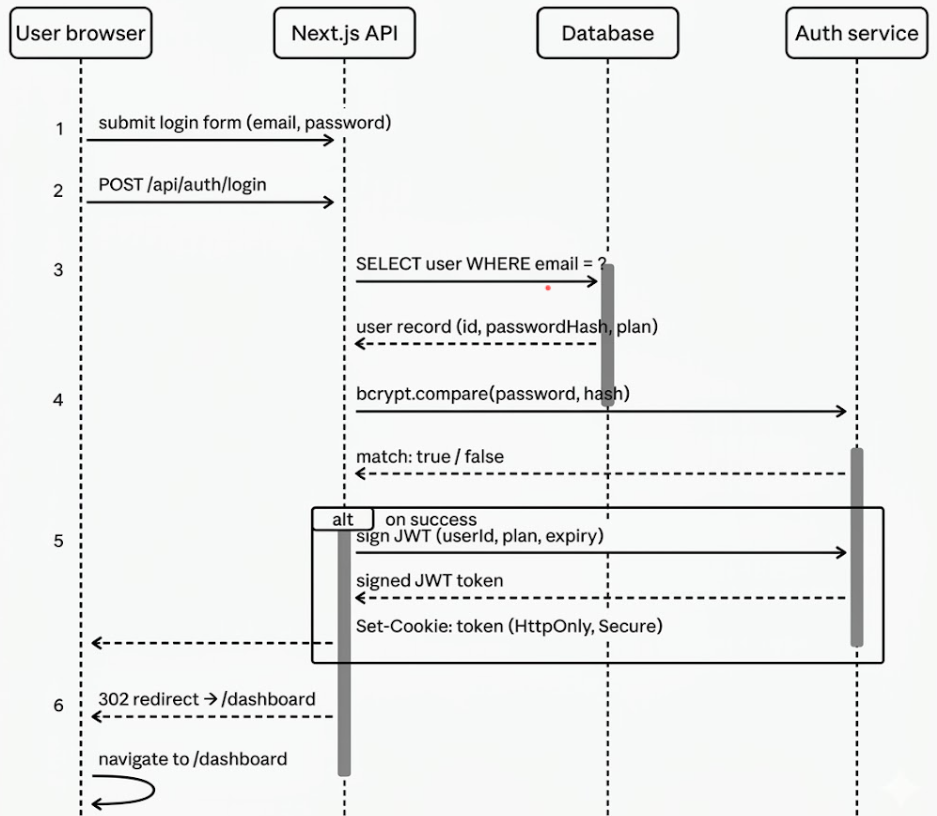 User browser
Next.js API
Database
Auth service
1
submit login form (email, password)
2
POST /api/auth/login
3
SELECT user WHERE email = ?
user record (id, passwordHash, plan)
4
bcrypt.compare(password, hash)
match: true / false
alt
on success
5
sign JWT (userId, plan, expiry)
signed JWT token
Set-Cookie: token (HttpOnly, Secure)
6
302 redirect → /dashboard
navigate to /dashboard